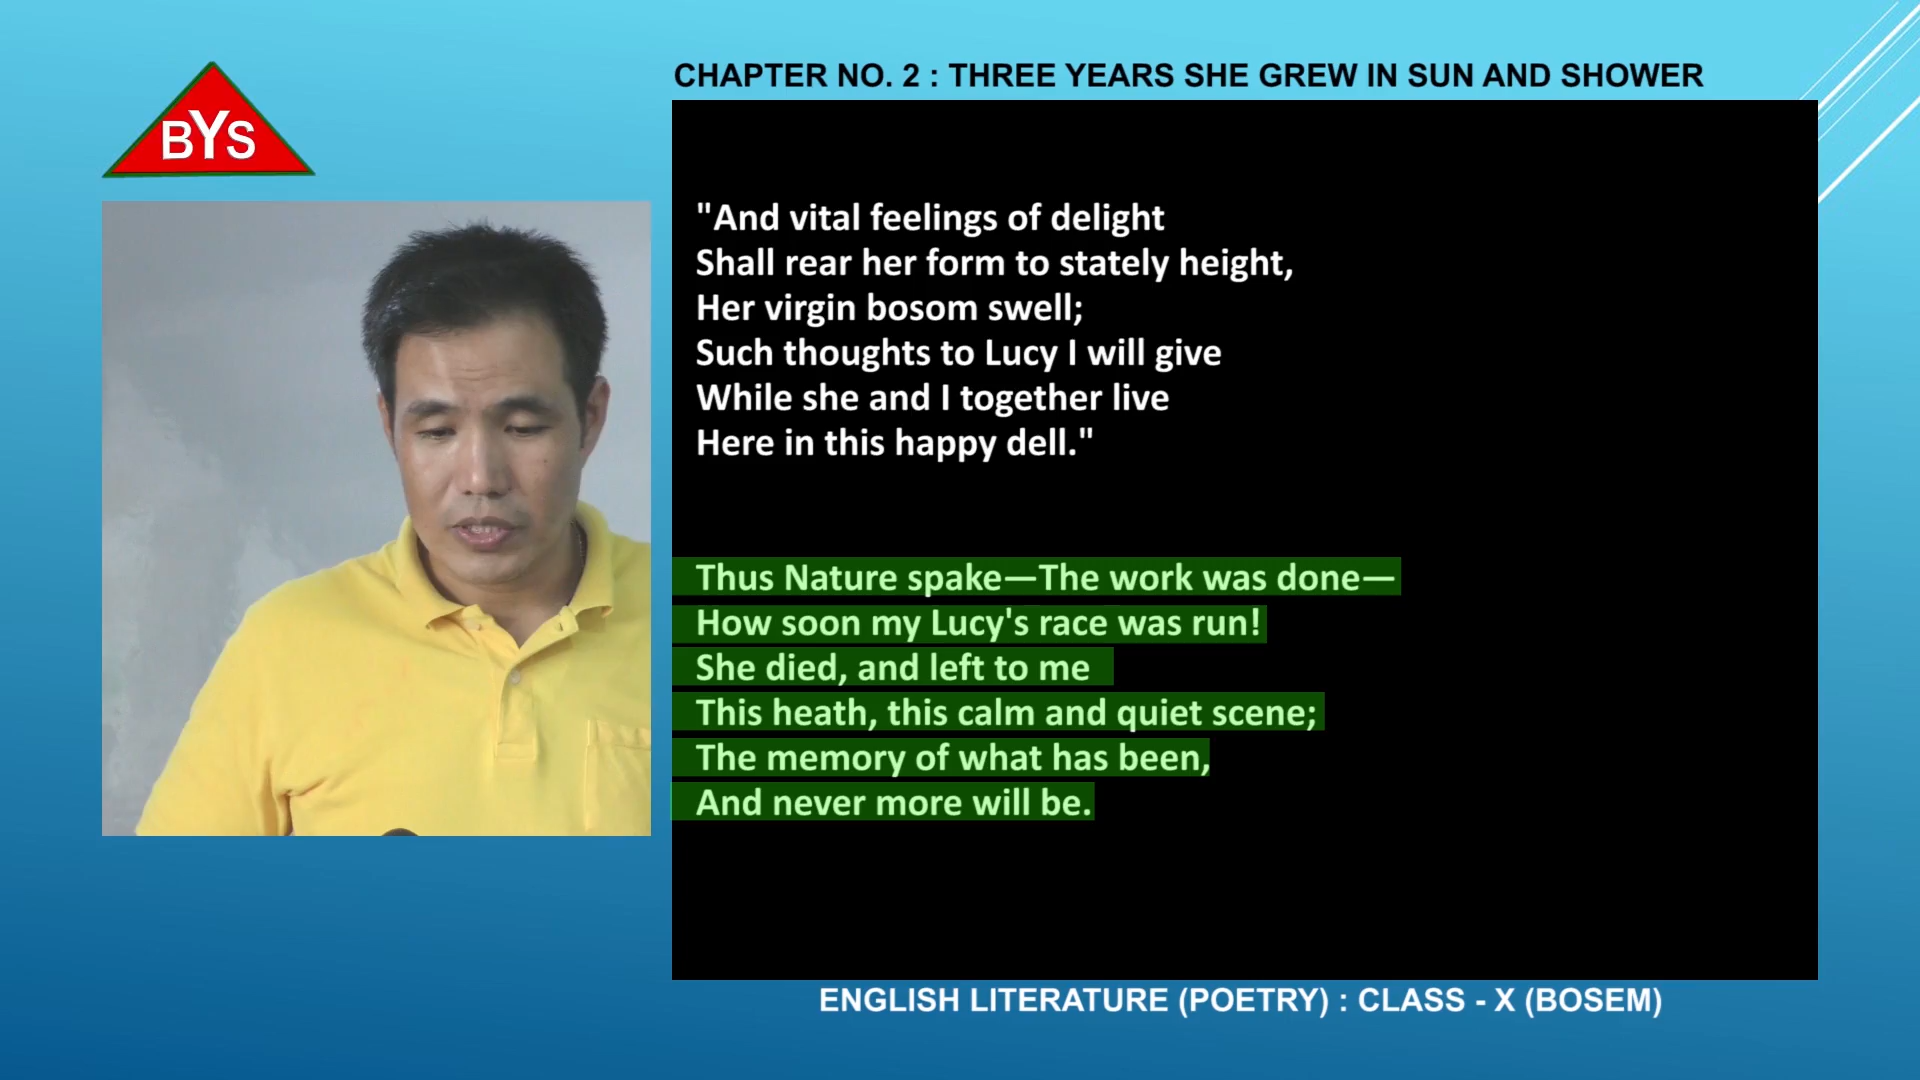 BYS
CHAPTER NO. 2 : THREE YEARS SHE GREW IN SUN AND SHOWER
"And vital feelings of delight
Shall rear her form to stately height,
Her virgin bosom swell;
Such thoughts to Lucy I will give
While she and I together live
Here in this happy dell."
Thus Nature spake—The work was done—
How soon my Lucy's race was run!
She died, and left to me
This heath, this calm and quiet scene;
The memory of what has been,
And never more will be.
ENGLISH LITERATURE (POETRY) : CLASS - X (BOSEM)